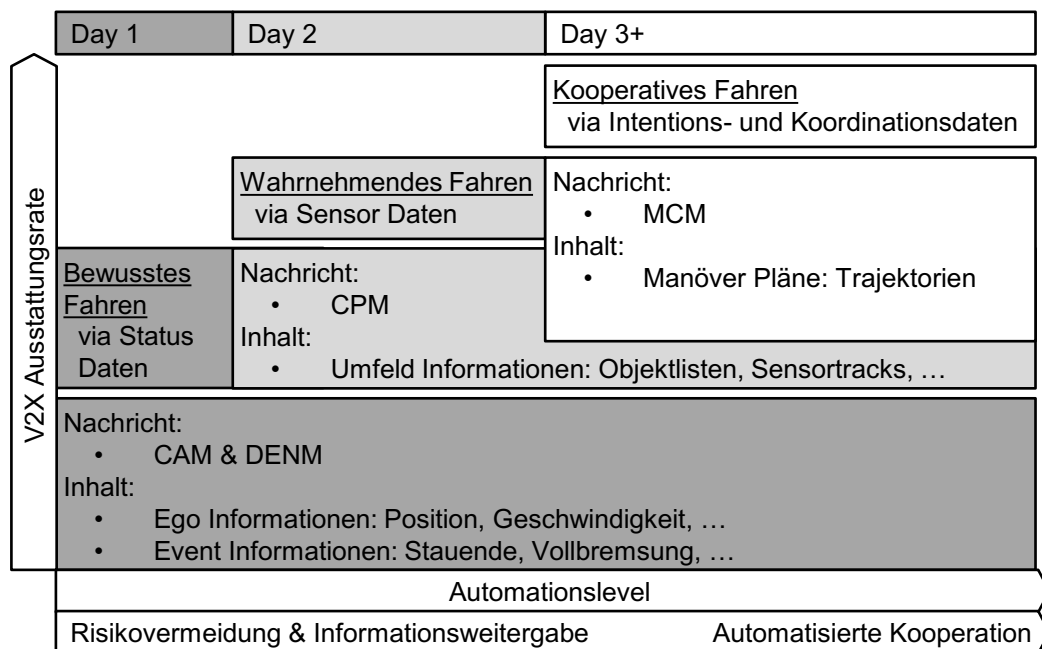 Day 1
Day 2
Day 3+
Kooperatives Fahren
via Intentions- und Koordinationsdaten
Wahrnehmendes Fahren
via Sensor Daten
Nachricht:
• MCM
Inhalt:
• Manöver Pläne: Trajektorien
Bewusstes
Fahren
via Status
Daten
Nachricht:
• CPM
Inhalt:
• Umfeld Informationen: Objektlisten, Sensortracks, …
Nachricht:
• CAM & DENM
Inhalt:
• Ego Informationen: Position, Geschwindigkeit, …
• Event Informationen: Stauende, Vollbremsung, …
V2X Ausstattungsrate
Automationslevel
Risikovermeidung & Informationsweitergabe
Automatisierte Kooperation